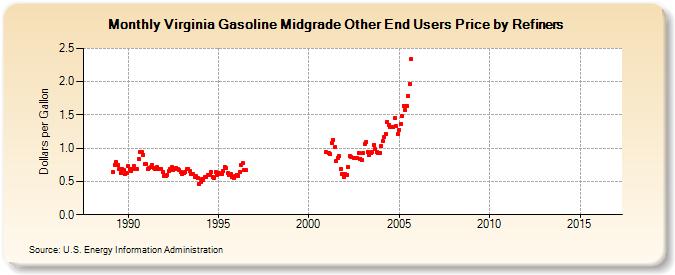 Monthly Virginia Gasoline Midgrade Other End Users Price by Refiners
Dollars per Gallon
2.5
2.0
1.5
1.0
0.5
0.0
1990 1995 2000 2005 2010 2015
Source: U.S. Energy Information Administration